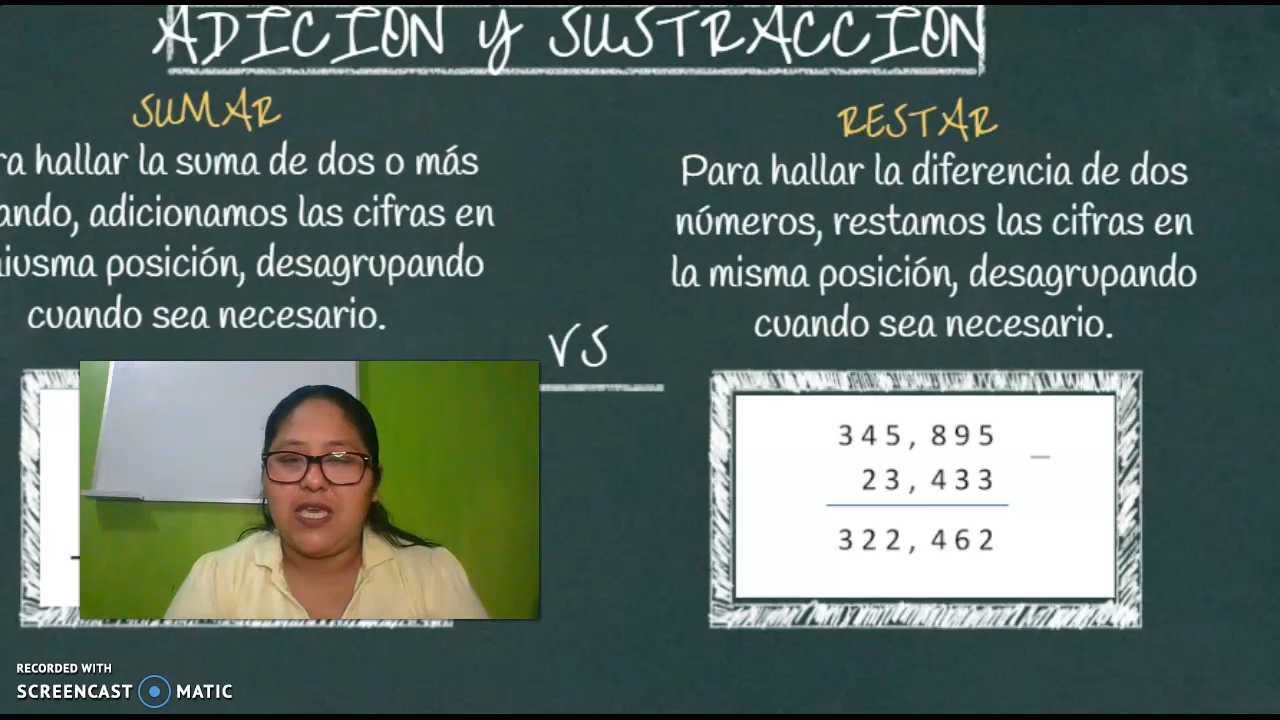 ADICION y SUSTRACCION
SUMAR
ra hallar la suma de dos o más
ando, adicionamos las cifras en
iusma posición, desagrupando
cuando sea necesario.
VS
RESTAR
Para hallar la diferencia de dos
números, restamos las cifras en
la misma posición, desagrupando
cuando sea necesario.
345, 895
_
23, 433
322, 462
RECORDED WITH
SCREENCAST MATIC